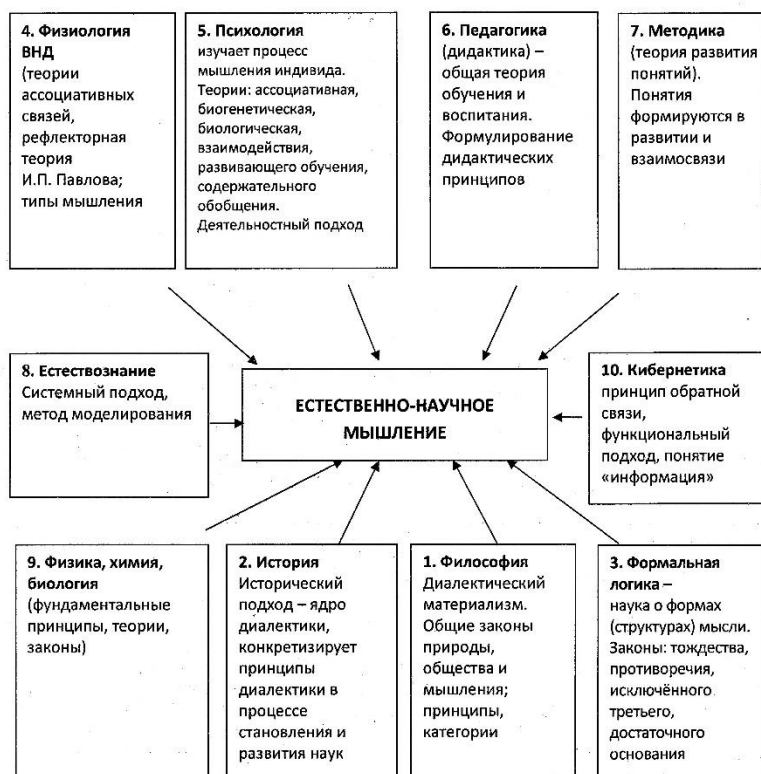 4. Физиология
ВНД
(теории
ассоциативных
связей,
рефлекторная
теория
И.П. Павлова;
типы мышления
5. Психология
изучает процесс
мышления индивида.
Теории: ассоциативная,
биогенетическая,
биологическая,
взаимодействия,
развивающего обучения,
содержательного
обобщения.
Деятельностный подход
6. Педагогика
(дидактика) –
общая теория
обучения и
воспитания.
Формулирование
дидактических
принципов
7. Методика
(теория развития
понятий).
Понятия
формируются в
развитии и
взаимосвязи
8. Естествознание
Системный подход,
метод моделирования
ЕСТЕСТВЕННО-НАУЧНОЕ
МЫШЛЕНИЕ
10. Кибернетика
принцип обратной
связи,
функциональный
подход, понятие
«информация»
9. Физика, химия,
биология
(фундаментальные
принципы, теории,
законы)
2. История
Исторический
подход – ядро
диалектики,
конкретизирует
принципы
диалектики в
процессе
становления и
развития наук
1. Философия
Диалектический
материализм.
Общие законы
природы,
общества и
мышления;
принципы,
категории
3. Формальная
логика –
наука о формах
(структурах) мысли.
Законы: тождества,
противоречия,
исключённого
третьего,
достаточного
основания